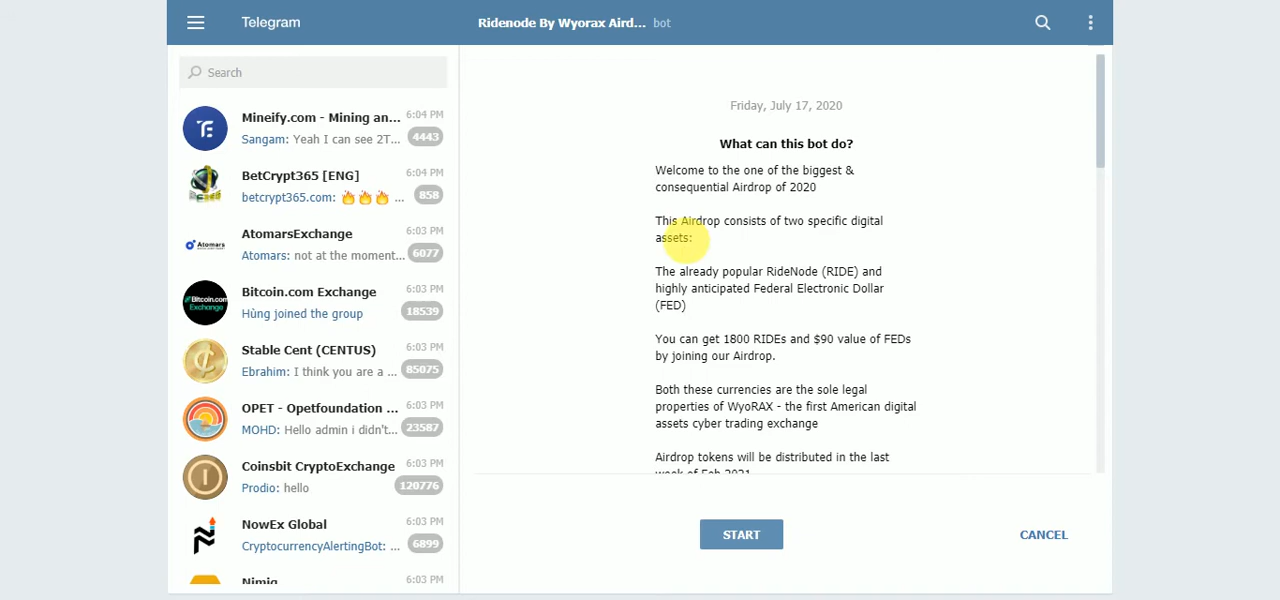 Telegram
Ridenode By Wyorax Aird... bot
Search
Mineify.com - Mining an... 6:04 PM
Sangam: Yeah I can see 2T... 4443
BetCrypt365 [ENG] 6:04 PM
betcrypt365.com: 🔥🔥🔥 ... 858
AtomarsExchange 6:03 PM
Atomars: not at the moment... 6077
Bitcoin.com Exchange 6:03 PM
Hùng joined the group 18539
Stable Cent (CENTUS) 6:03 PM
Ebrahim: I think you are a ... 85075
OPET - Opetfoundation ... 6:03 PM
MOHD: Hello admin i didn't... 23587
Coinsbit CryptoExchange 6:03 PM
Prodio: hello 120776
NowEx Global 6:03 PM
CryptocurrencyAlertingBot: ... 6899
Nimiq 6:03 PM
Atomars
Bitcoin.com
Exchange
Friday, July 17, 2020
What can this bot do?
Welcome to the one of the biggest &
consequential Airdrop of 2020
This Airdrop consists of two specific digital
assets:
The already popular RideNode (RIDE) and
highly anticipated Federal Electronic Dollar
(FED)
You can get 1800 RIDEs and $90 value of FEDs
by joining our Airdrop.
Both these currencies are the sole legal
properties of WyoRAX - the first American digital
assets cyber trading exchange
Airdrop tokens will be distributed in the last
week of Feb 2021
START
CANCEL